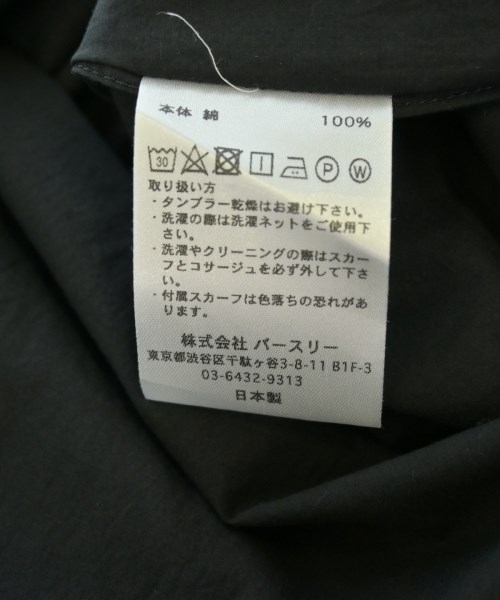 本体 綿 100%
30 P W
取り扱い方
・タンブラー乾燥はお避け下さい。
・洗濯の際は洗濯ネットをご使用下
さい。
・洗濯やクリーニングの際はスカー
フとコサージュを必ず外して下さ
い。
・付属スカーフは色落ちの恐れがあ
ります。
株式会社 パースリー
東京都渋谷区千駄ヶ谷3-8-11 B1F-3
03-6432-9313
日本製